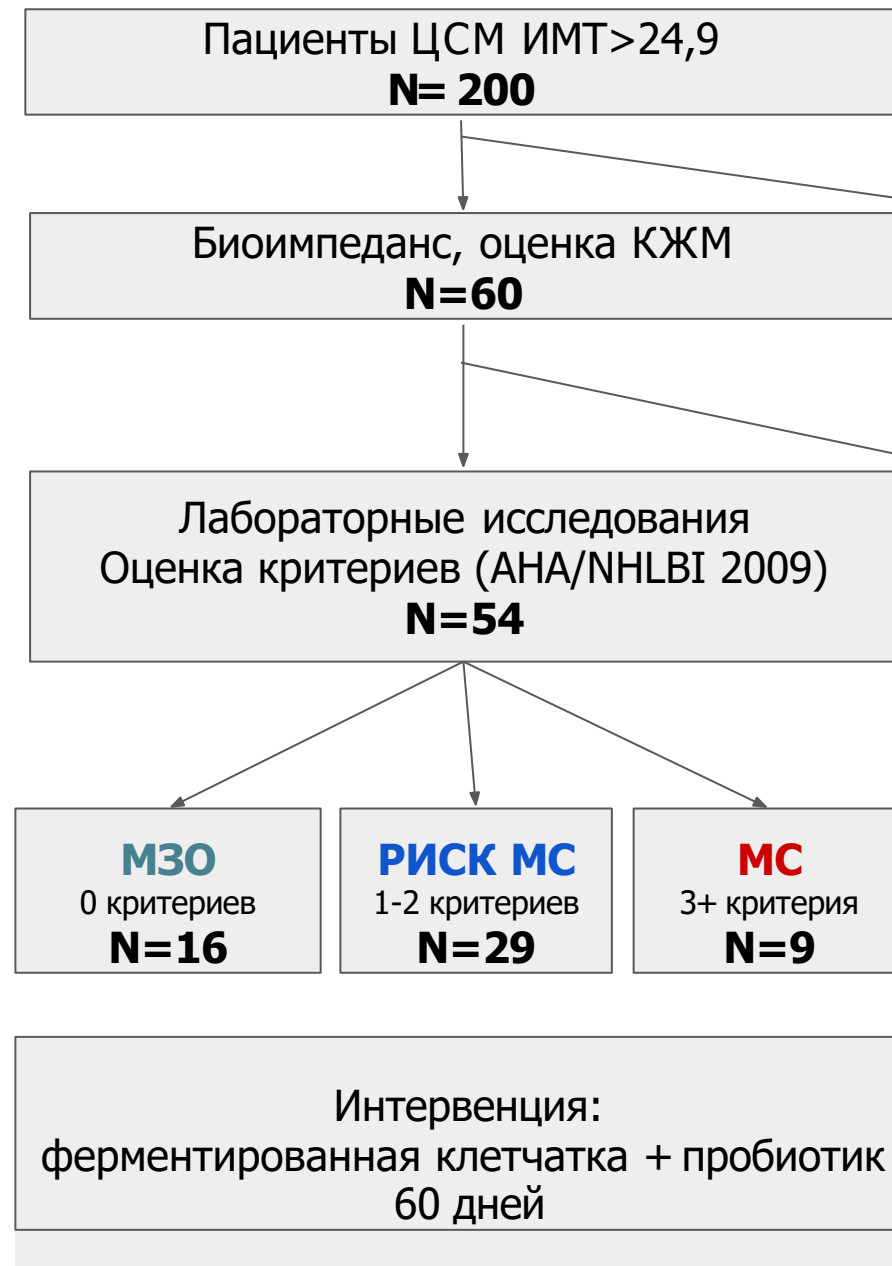 Пациенты ЦСМ ИМТ>24,9
N= 200
Биоимпеданс, оценка КЖМ
N=60
Лабораторные исследования
Оценка критериев (AHA/NHLBI 2009)
N=54
МЗО
0 критериев
N=16
РИСК МС
1-2 критериев
N=29
МС
3+ критерия
N=9
Интервенция:
ферментированная клетчатка + пробиотик
60 дней